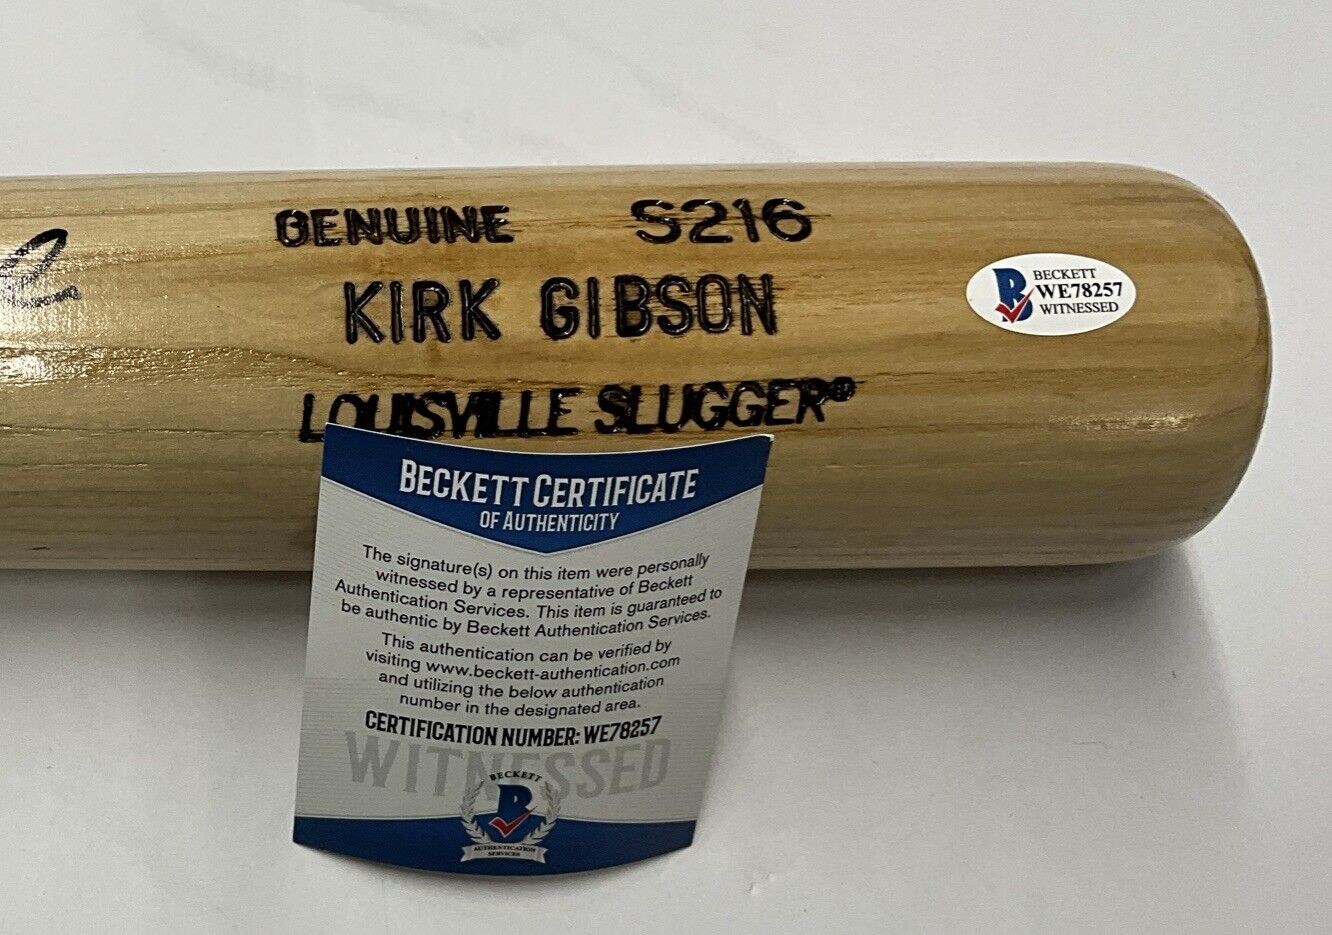 GENUINE S216
KIRK GIBSON
LOUISVILLE SLUGGER®
BECKETT
WE78257
WITNESSED
BECKETT CERTIFICATE
OF AUTHENTICITY
The signature(s) on this item were personally
witnessed by a representative of Beckett
Authentication Services. This item is guaranteed to
be authentic by Beckett Authentication Services.
This authentication can be verified by
visiting www.beckett-authentication.com
and utilizing the below authentication
number in the designated area.
CERTIFICATION NUMBER: WE78257
WITNESSED
BECKETT
B
AUTHENTICATION
SERVICES